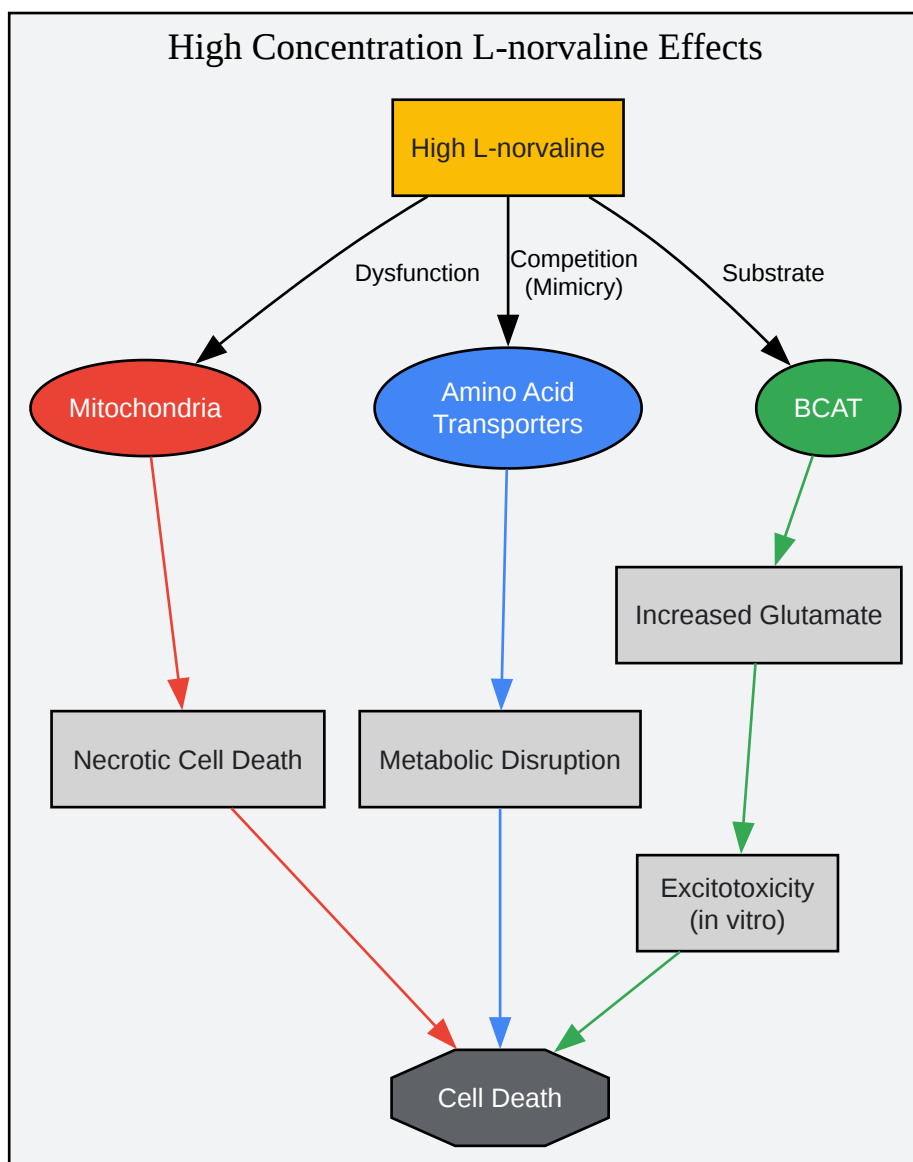 High Concentration L-norvaline Effects
High L-norvaline
Dysfunction
Competition
(Mimicry)
Substrate
Mitochondria
Amino Acid
Transporters
BCAT
Increased Glutamate
Necrotic Cell Death
Metabolic Disruption
Excitotoxicity
(in vitro)
Cell Death